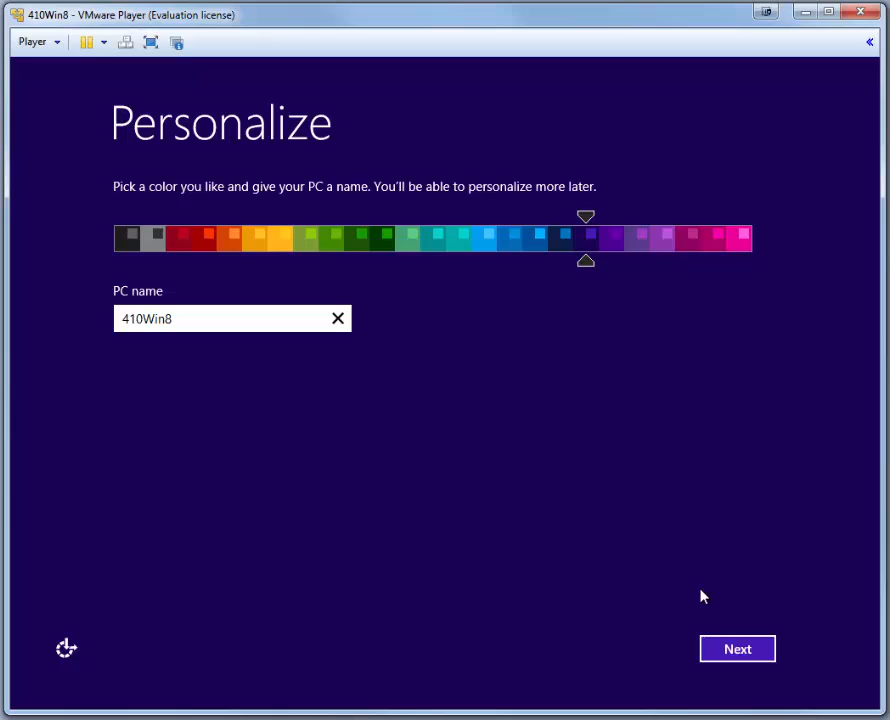 410Win8 - VMware Player (Evaluation license)
Player
Personalize
Pick a color you like and give your PC a name. You'll be able to personalize more later.
PC name
410Win8
Next